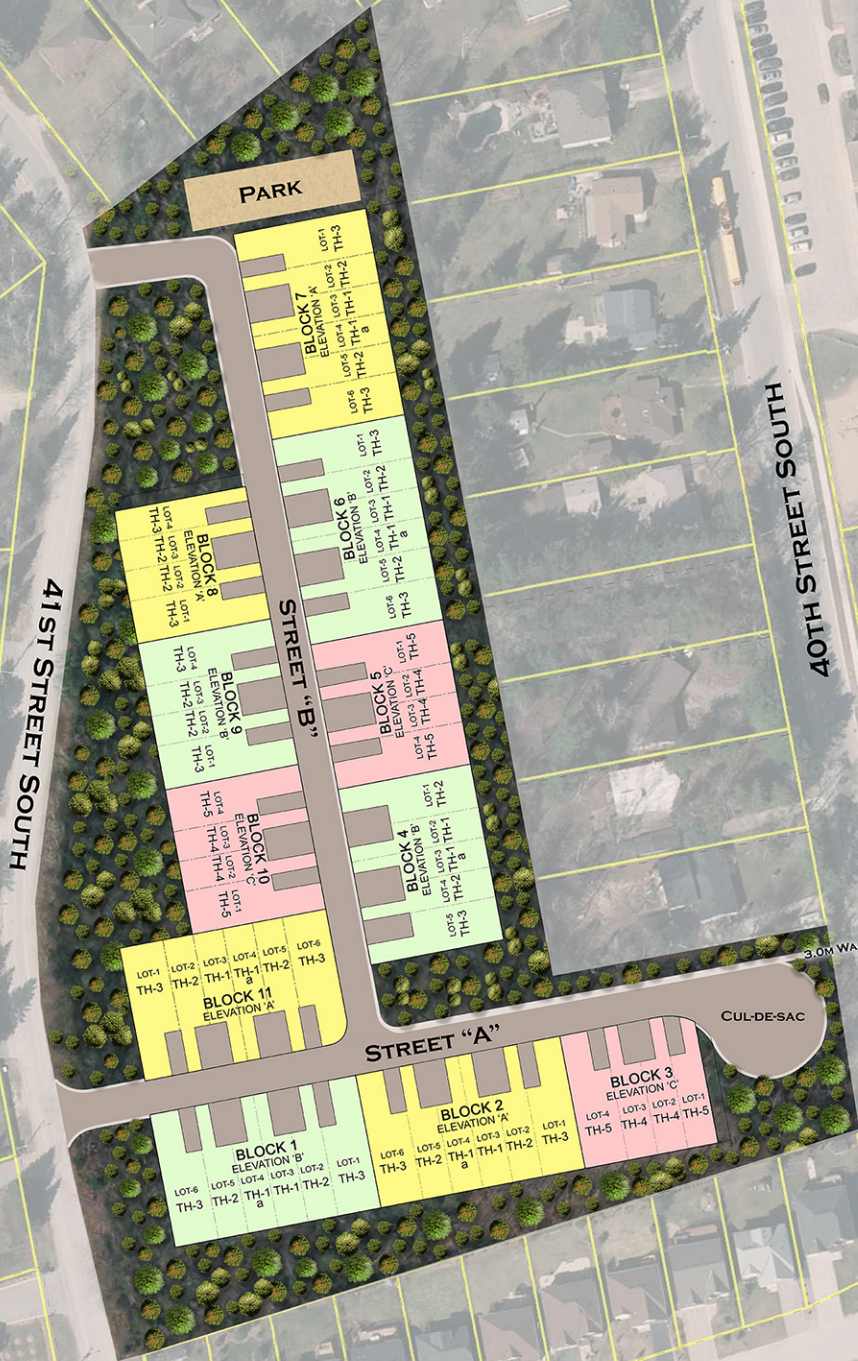 PARK
LOT-1
TH-3
LOT-2
TH-2
LOT-3
TH-1
LOT-4
TH-1
a
LOT-5
TH-2
LOT-6
TH-3
BLOCK 7
ELEVATION 'A'
LOT-1
TH-3
LOT-2
TH-2
LOT-3
TH-1
LOT-4
TH-1
a
LOT-5
TH-2
LOT-6
TH-3
BLOCK 6
ELEVATION 'B'
BLOCK 8
ELEVATION 'A'
LOT-4
TH-3
LOT-3
TH-2
LOT-2
TH-2
LOT-1
TH-3
BLOCK 9
ELEVATION 'B'
LOT-4
TH-3
LOT-3
TH-2
LOT-2
TH-2
LOT-1
TH-3
LOT-1
TH-5
LOT-2
TH-4
LOT-3
TH-4
LOT-4
TH-5
BLOCK 5
ELEVATION 'C'
BLOCK 10
ELEVATION 'C'
LOT-4
TH-5
LOT-3
TH-4
LOT-2
TH-4
LOT-1
TH-5
LOT-1
TH-2
LOT-2
TH-1
LOT-3
TH-1
a
LOT-4
TH-2
LOT-5
TH-3
BLOCK 4
ELEVATION 'B'
STREET "B"
41ST STREET SOUTH
40TH STREET SOUTH
LOT-1
TH-3
LOT-2
TH-2
LOT-3
TH-1
LOT-4
TH-1
a
LOT-5
TH-2
LOT-6
TH-3
BLOCK 11
ELEVATION 'A'
3.0M WA
CUL-DE-SAC
STREET "A"
BLOCK 1
ELEVATION 'B'
LOT-6
TH-3
LOT-5
TH-2
LOT-4
TH-1
a
LOT-3
TH-1
LOT-2
TH-2
LOT-1
TH-3
BLOCK 2
ELEVATION 'A'
LOT-6
TH-3
LOT-5
TH-2
LOT-4
TH-1
a
LOT-3
TH-1
LOT-2
TH-2
LOT-1
TH-3
BLOCK 3
ELEVATION 'C'
LOT-4
TH-5
LOT-3
TH-4
LOT-2
TH-4
LOT-1
TH-5